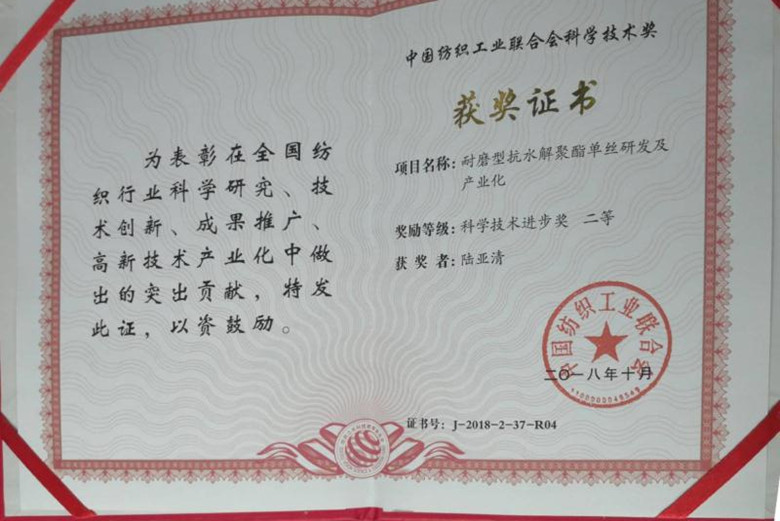 为表彰在全国纺
织行业科学研究、技
术创新、成果推广、
高新技术产业化中做
出的突出贡献，特发
此证，以资鼓励。
中国纺织工业联合会科学技术奖
获奖证书
项目名称：耐磨型抗水解聚酯单丝研发及
产业化
奖励等级：科学技术进步奖 二等
获奖者：陆亚清
中国纺织工业联合会
二〇一八年十月
证书号：J-2018-2-37-R04